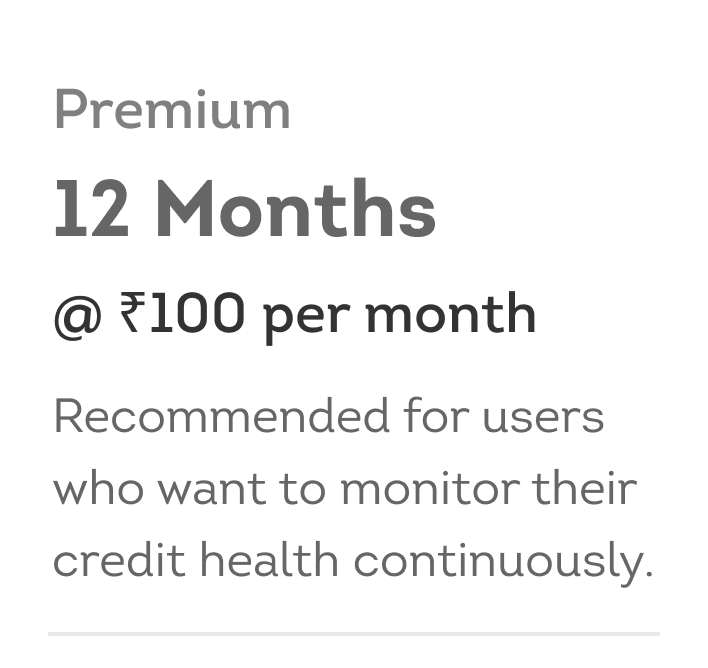 Premium
12 Months
@ ₹100 per month
Recommended for users
who want to monitor their
credit health continuously.